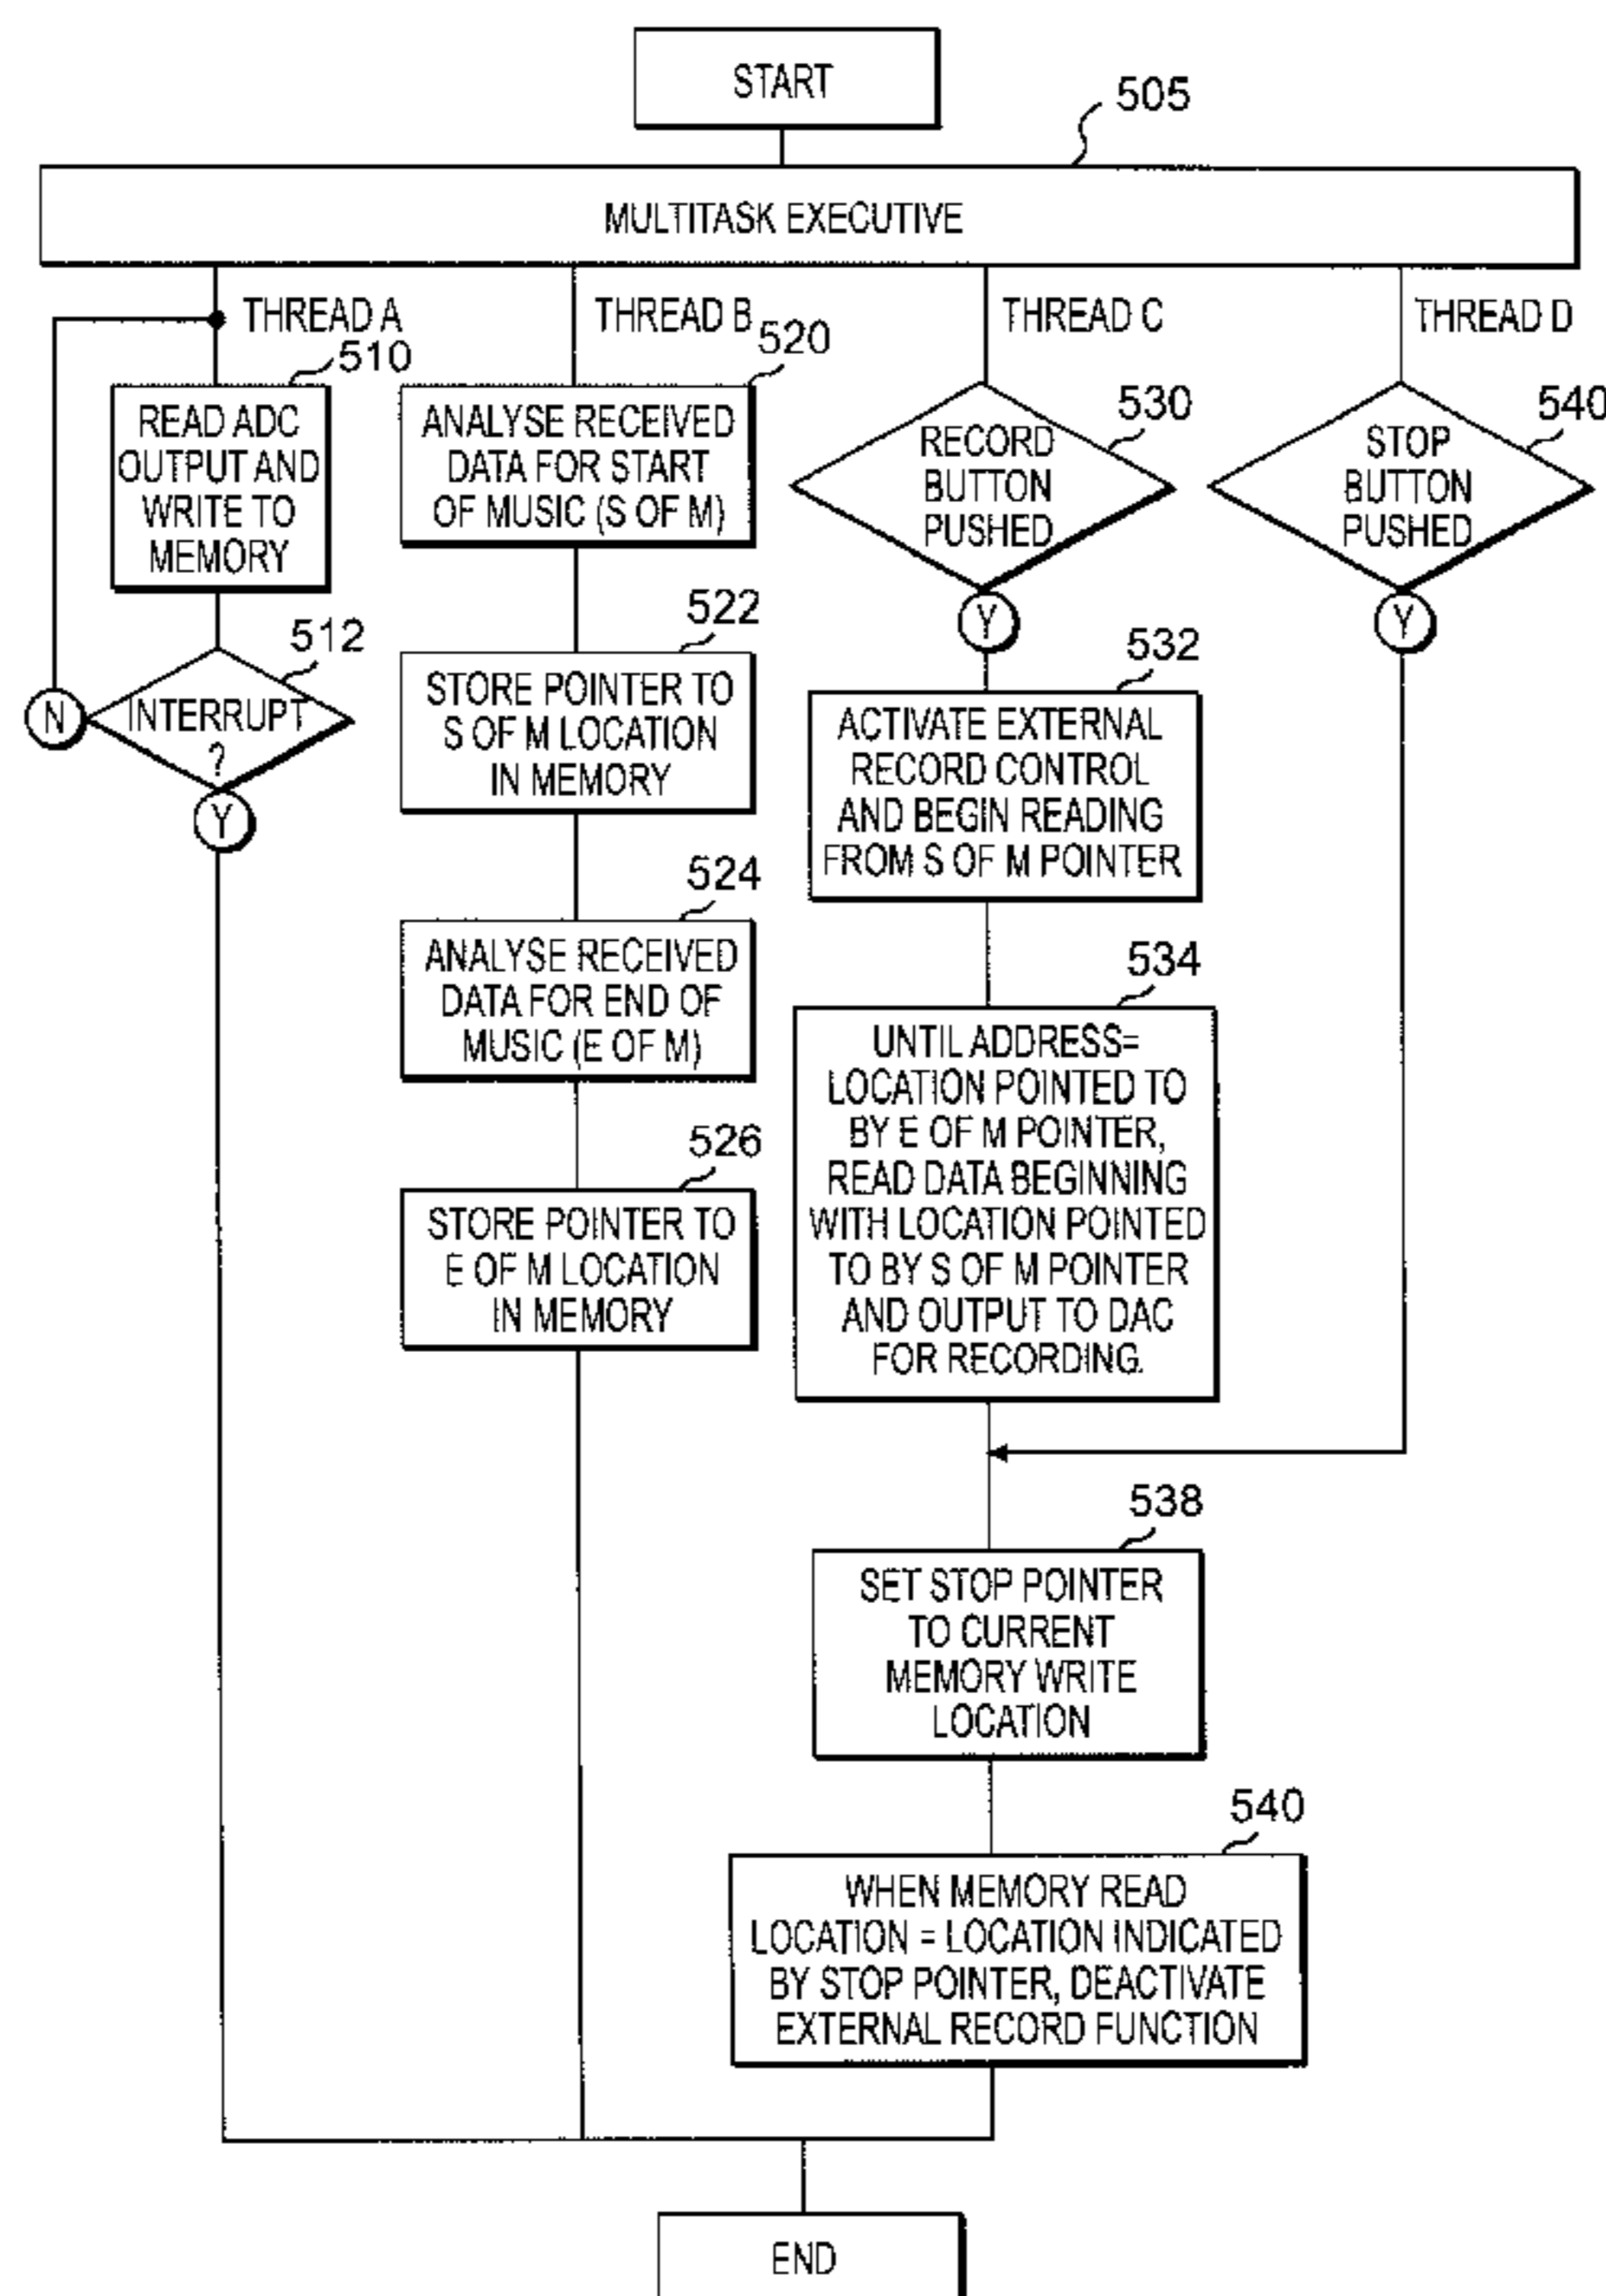 START
505
MULTITASK EXECUTIVE
THREAD A
THREAD B
THREAD C
THREAD D
510
READ ADC
OUTPUT AND
WRITE TO
MEMORY
512
INTERRUPT
?
N
Y
520
ANALYSE RECEIVED
DATA FOR START
OF MUSIC (S OF M)
522
STORE POINTER TO
S OF M LOCATION
IN MEMORY
524
ANALYSE RECEIVED
DATA FOR END OF
MUSIC (E OF M)
526
STORE POINTER TO
E OF M LOCATION
IN MEMORY
530
RECORD
BUTTON
PUSHED
Y
532
ACTIVATE EXTERNAL
RECORD CONTROL
AND BEGIN READING
FROM S OF M POINTER
534
UNTIL ADDRESS=
LOCATION POINTED TO
BY E OF M POINTER,
READ DATA BEGINNING
WITH LOCATION POINTED
TO BY S OF M POINTER
AND OUTPUT TO DAC
FOR RECORDING.
540
STOP
BUTTON
PUSHED
Y
538
SET STOP POINTER
TO CURRENT
MEMORY WRITE
LOCATION
540
WHEN MEMORY READ
LOCATION = LOCATION INDICATED
BY STOP POINTER, DEACTIVATE
EXTERNAL RECORD FUNCTION
END